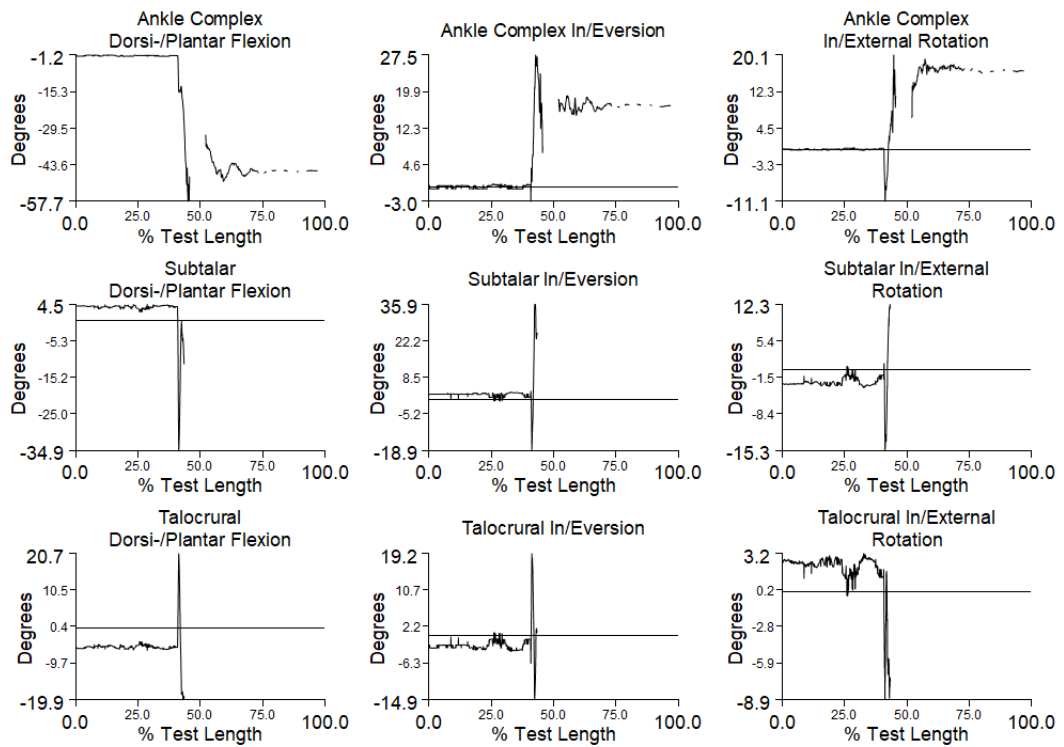 Ankle Complex
Dorsi-/Plantar Flexion
-1.2
-15.3
-29.5
-43.6
-57.7
Degrees
0.0 25.0 50.0 75.0 100.0
% Test Length
Ankle Complex In/Eversion
27.5
19.9
12.3
4.6
-3.0
Degrees
0.0 25.0 50.0 75.0 100.0
% Test Length
Ankle Complex
In/External Rotation
20.1
12.3
4.5
-3.3
-11.1
Degrees
0.0 25.0 50.0 75.0 100.0
% Test Length
Subtalar
Dorsi-/Plantar Flexion
4.5
-5.3
-15.2
-25.0
-34.9
Degrees
0.0 25.0 50.0 75.0 100.0
% Test Length
Subtalar In/Eversion
35.9
22.2
8.5
-5.2
-18.9
Degrees
0.0 25.0 50.0 75.0 100.0
% Test Length
Subtalar In/External
Rotation
12.3
5.4
-1.5
-8.4
-15.3
Degrees
0.0 25.0 50.0 75.0 100.0
% Test Length
Talocrural
Dorsi-/Plantar Flexion
20.7
10.5
0.4
-9.7
-19.9
Degrees
0.0 25.0 50.0 75.0 100.0
% Test Length
Talocrural In/Eversion
19.2
10.7
2.2
-6.3
-14.9
Degrees
0.0 25.0 50.0 75.0 100.0
% Test Length
Talocrural In/External
Rotation
3.2
0.2
-2.8
-5.9
-8.9
Degrees
0.0 25.0 50.0 75.0 100.0
% Test Length